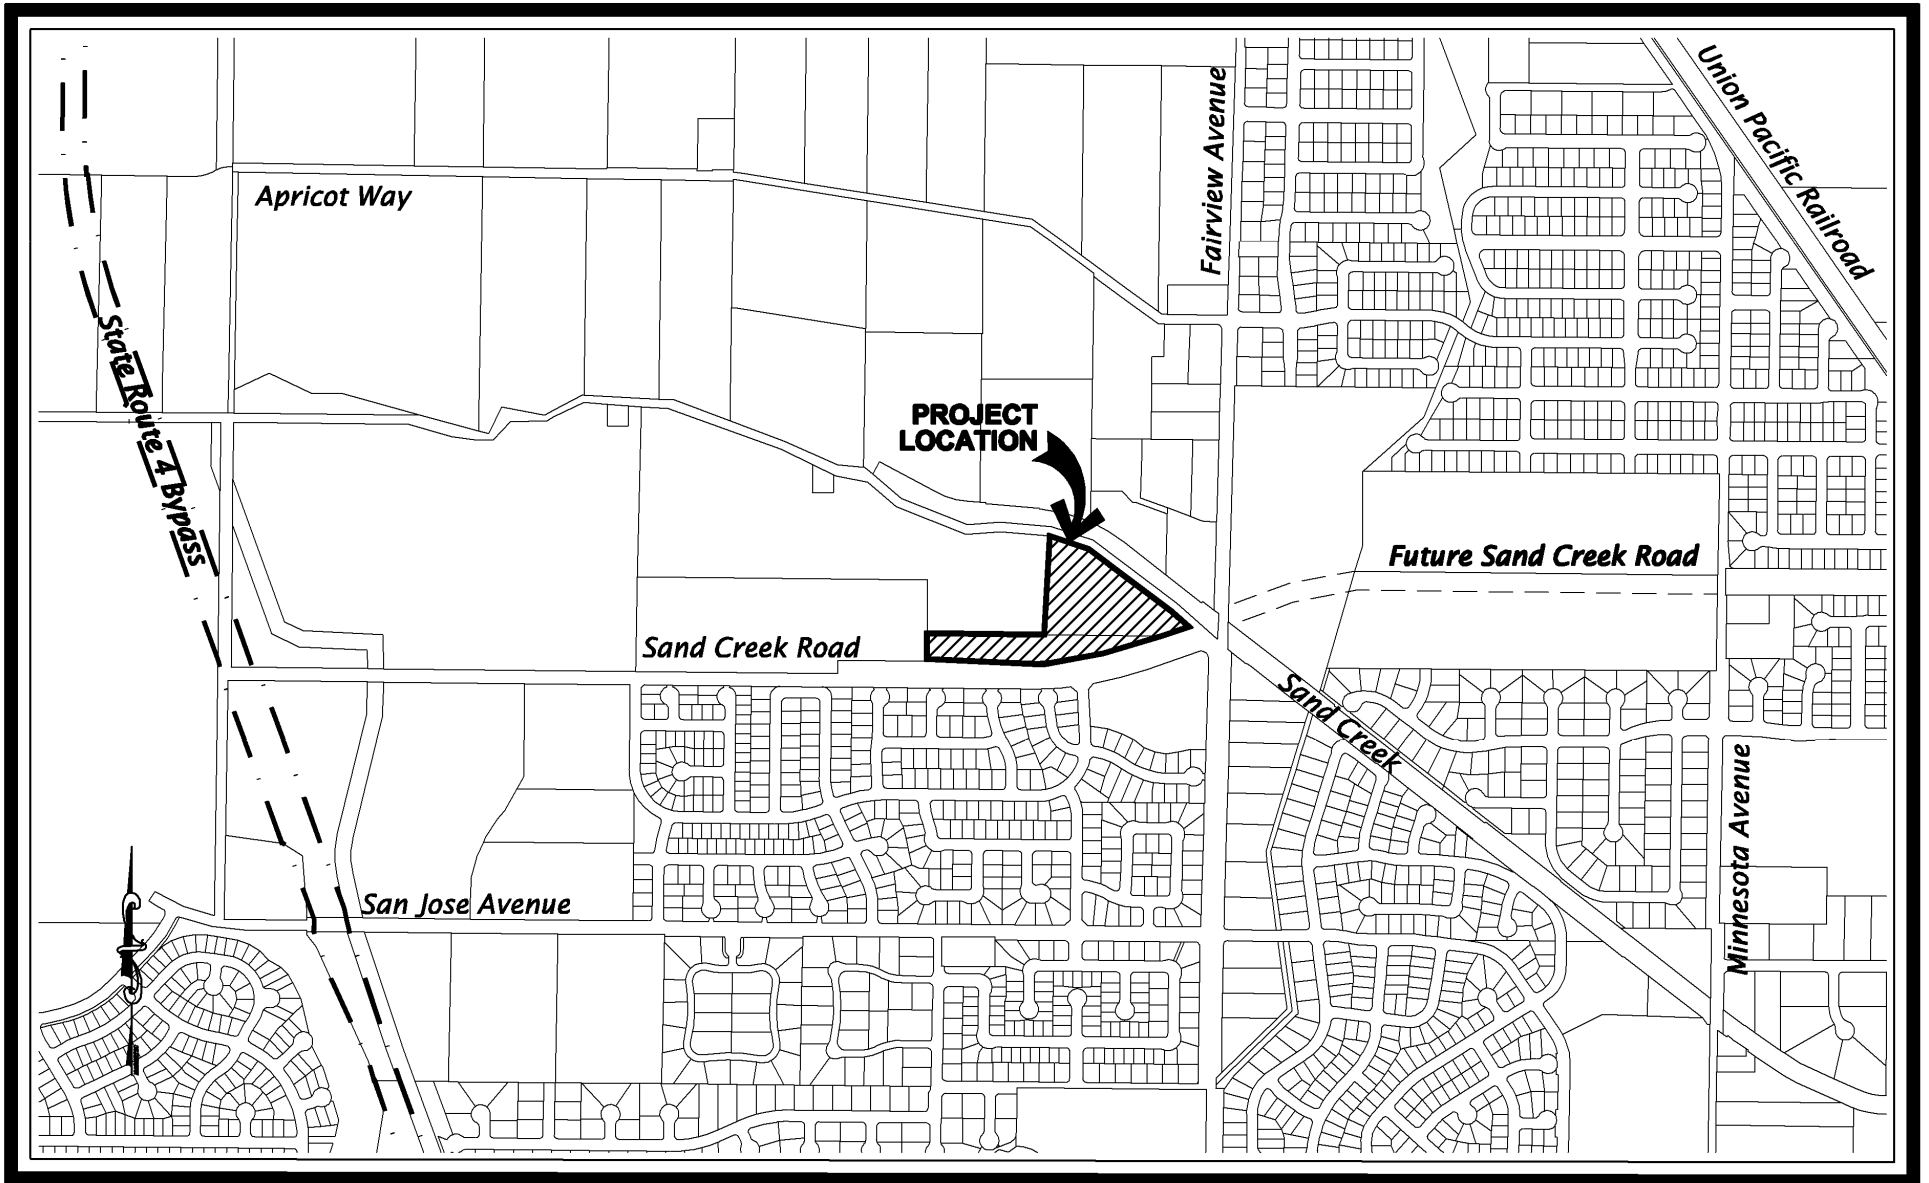 Union Pacific Railroad
Fairview Avenue
Apricot Way
State Route 4 Bypass
PROJECT
LOCATION
Future Sand Creek Road
Sand Creek Road
Sand Creek
Minnesota Avenue
San Jose Avenue